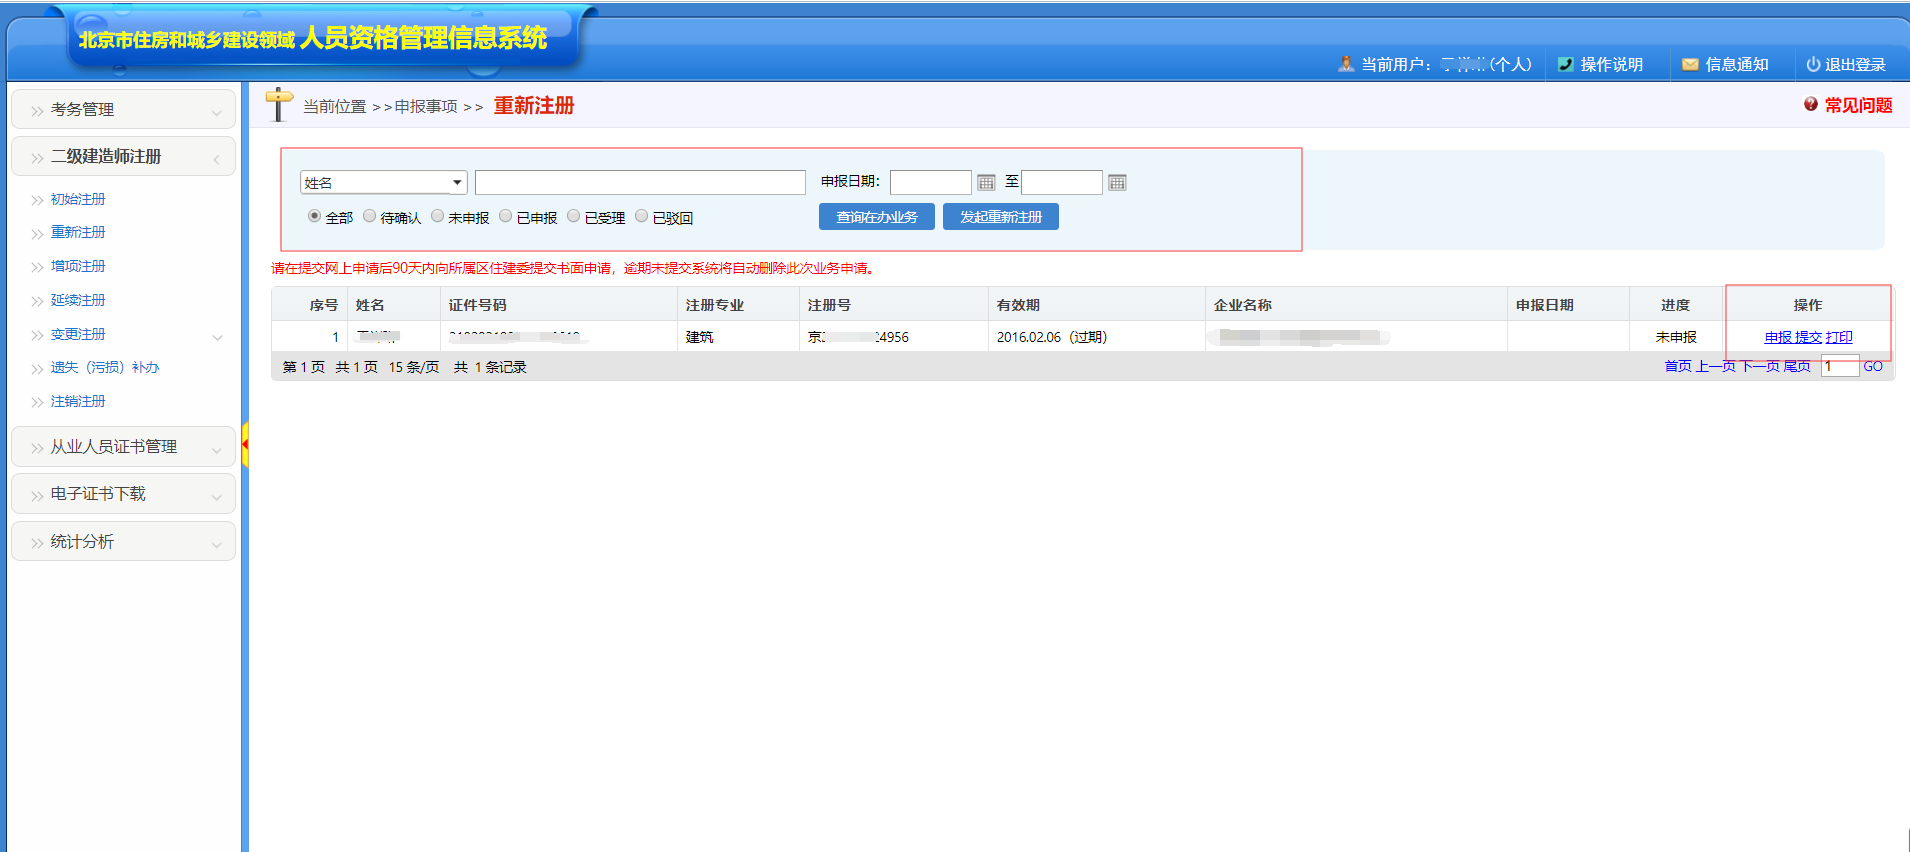 北京市住房和城乡建设领域 人员资格管理信息系统
当前用户： (个人) 操作说明 信息通知 退出登录
考务管理
二级建造师注册
初始注册
重新注册
增项注册
延续注册
变更注册
遗失（污损）补办
注销注册
从业人员证书管理
电子证书下载
统计分析
当前位置 >>申报事项 >> 重新注册
常见问题
姓名 申报日期： 至
全部 待确认 未申报 已申报 已受理 已驳回 查询在办业务 发起重新注册
请在提交网上申请后90天内向所属区住建委提交书面申请，逾期未提交系统将自动删除此次业务申请。
序号 姓名 证件号码 注册专业 注册号 有效期 企业名称 申报日期 进度 操作
1 建筑 京 4956 2016.02.06（过期） 未申报 申报 提交 打印
第 1 页 共 1 页 15 条/页 共 1 条记录
首页 上一页 下一页 尾页 1 GO